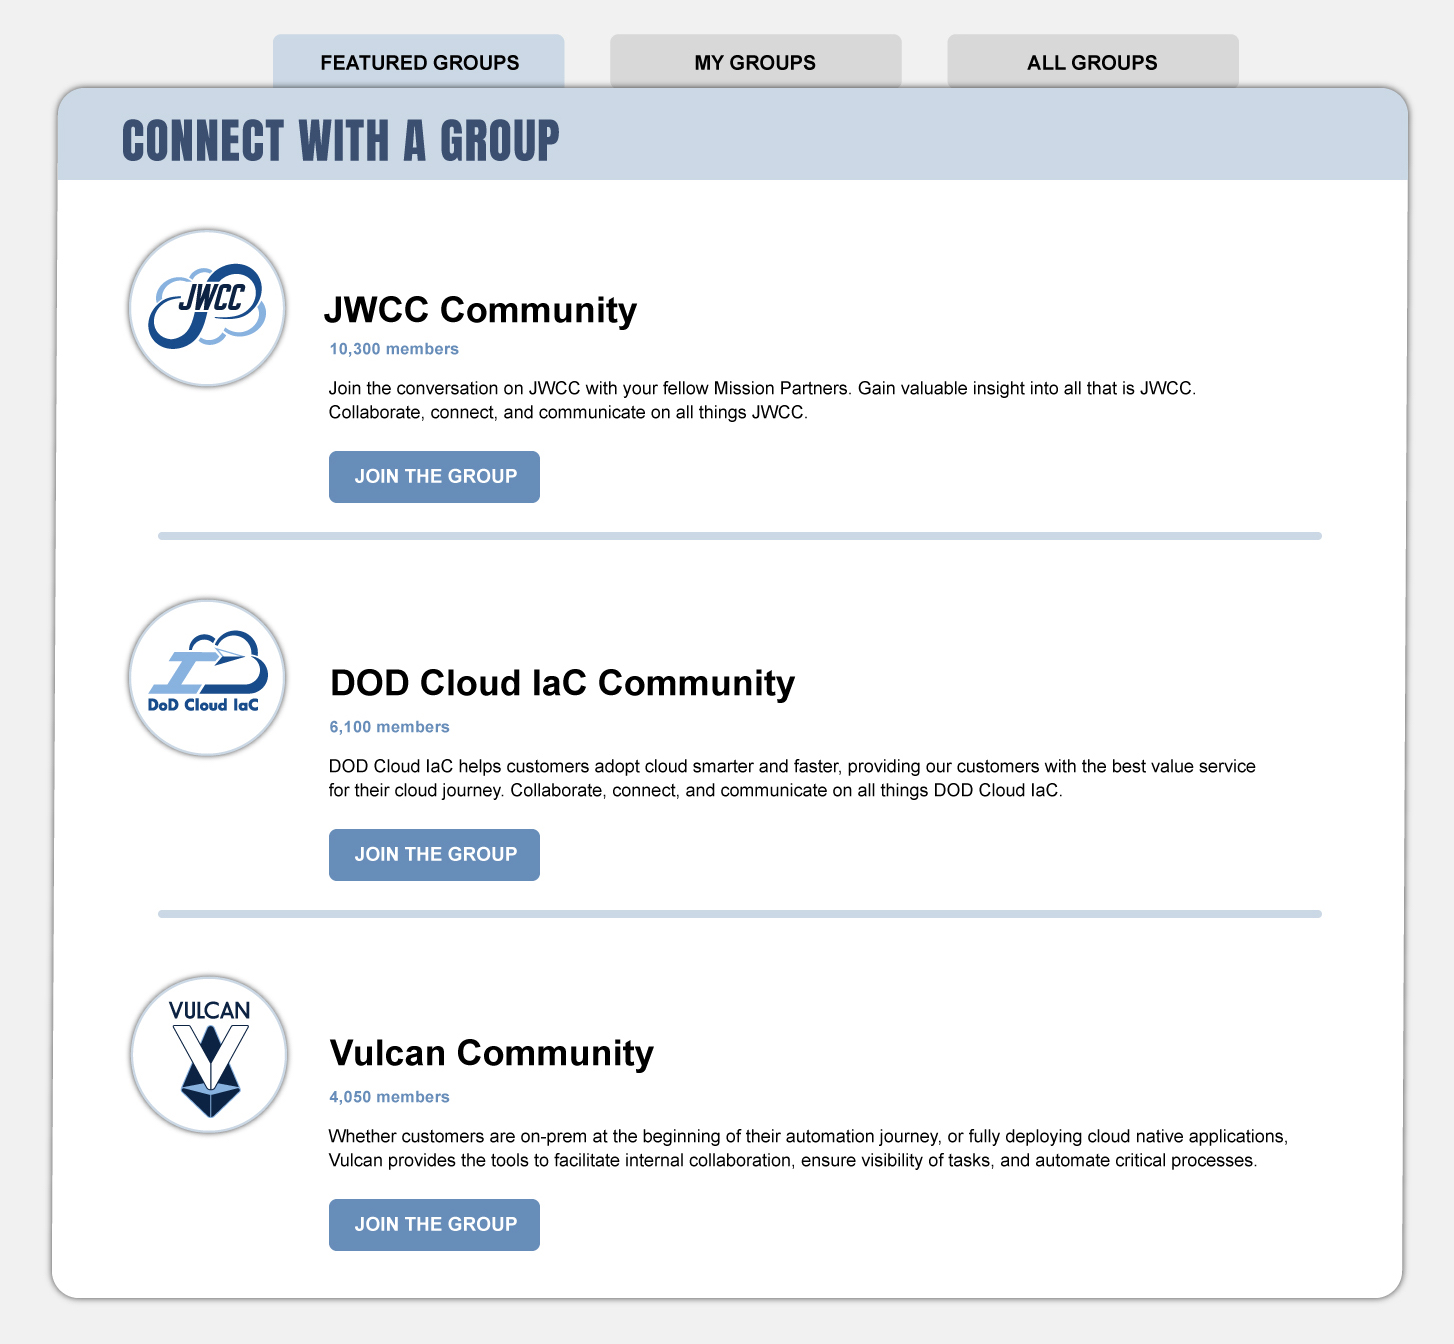 FEATURED GROUPS
MY GROUPS
ALL GROUPS
CONNECT WITH A GROUP
JWCC
JWCC Community
10,300 members
Join the conversation on JWCC with your fellow Mission Partners. Gain valuable insight into all that is JWCC.
Collaborate, connect, and communicate on all things JWCC.
JOIN THE GROUP
DoD Cloud IaC
DOD Cloud IaC Community
6,100 members
DOD Cloud IaC helps customers adopt cloud smarter and faster, providing our customers with the best value service
for their cloud journey. Collaborate, connect, and communicate on all things DOD Cloud IaC.
JOIN THE GROUP
VULCAN
Vulcan Community
4,050 members
Whether customers are on-prem at the beginning of their automation journey, or fully deploying cloud native applications,
Vulcan provides the tools to facilitate internal collaboration, ensure visibility of tasks, and automate critical processes.
JOIN THE GROUP